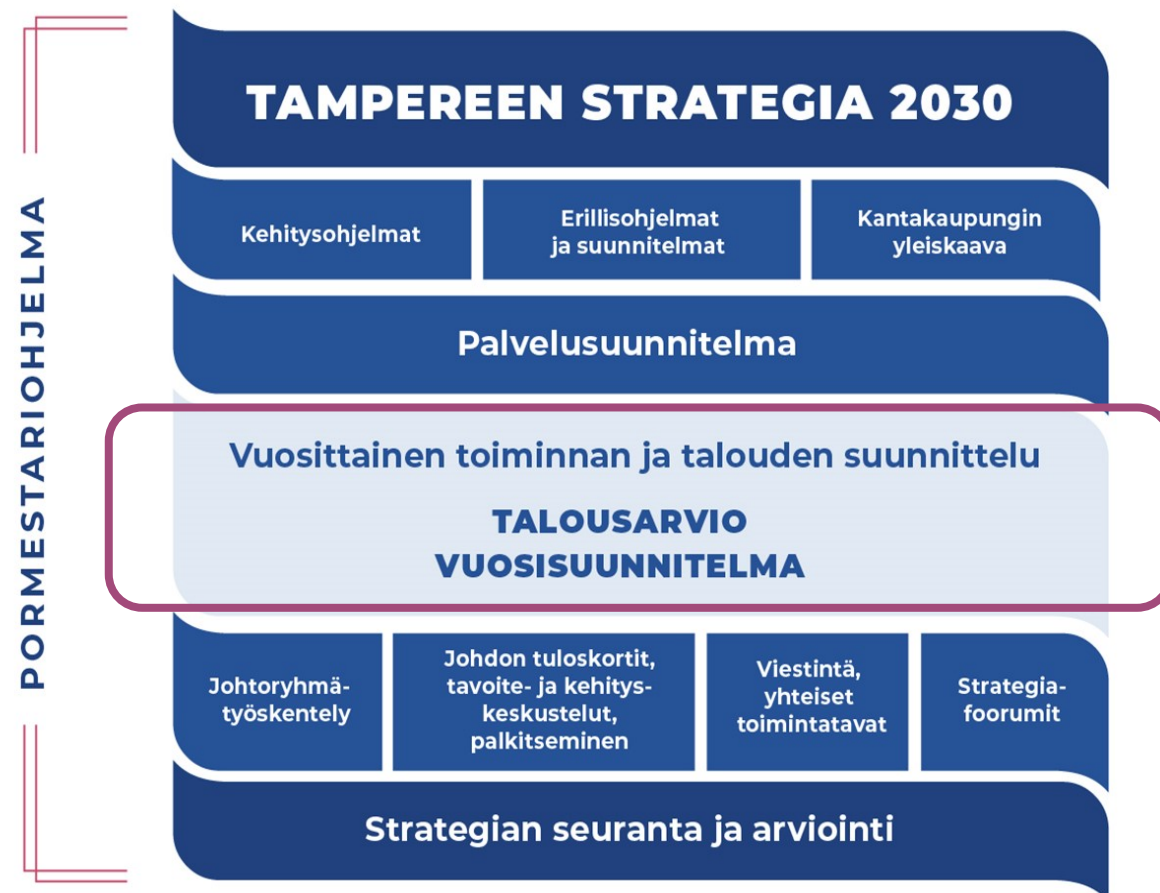 PORMESTARIOHJELMA
TAMPEREEN STRATEGIA 2030
Kehitysohjelmat
Erillisohjelmat
ja suunnitelmat
Kantakaupungin
yleiskaava
Palvelusuunnitelma
Vuosittainen toiminnan ja talouden suunnittelu
TALOUSARVIO
VUOSISUUNNITELMA
Johtoryhmä-
työskentely
Johdon tuloskortit,
tavoite- ja kehitys-
keskustelut,
palkitseminen
Viestintä,
yhteiset
toimintatavat
Strategia-
foorumit
Strategian seuranta ja arviointi